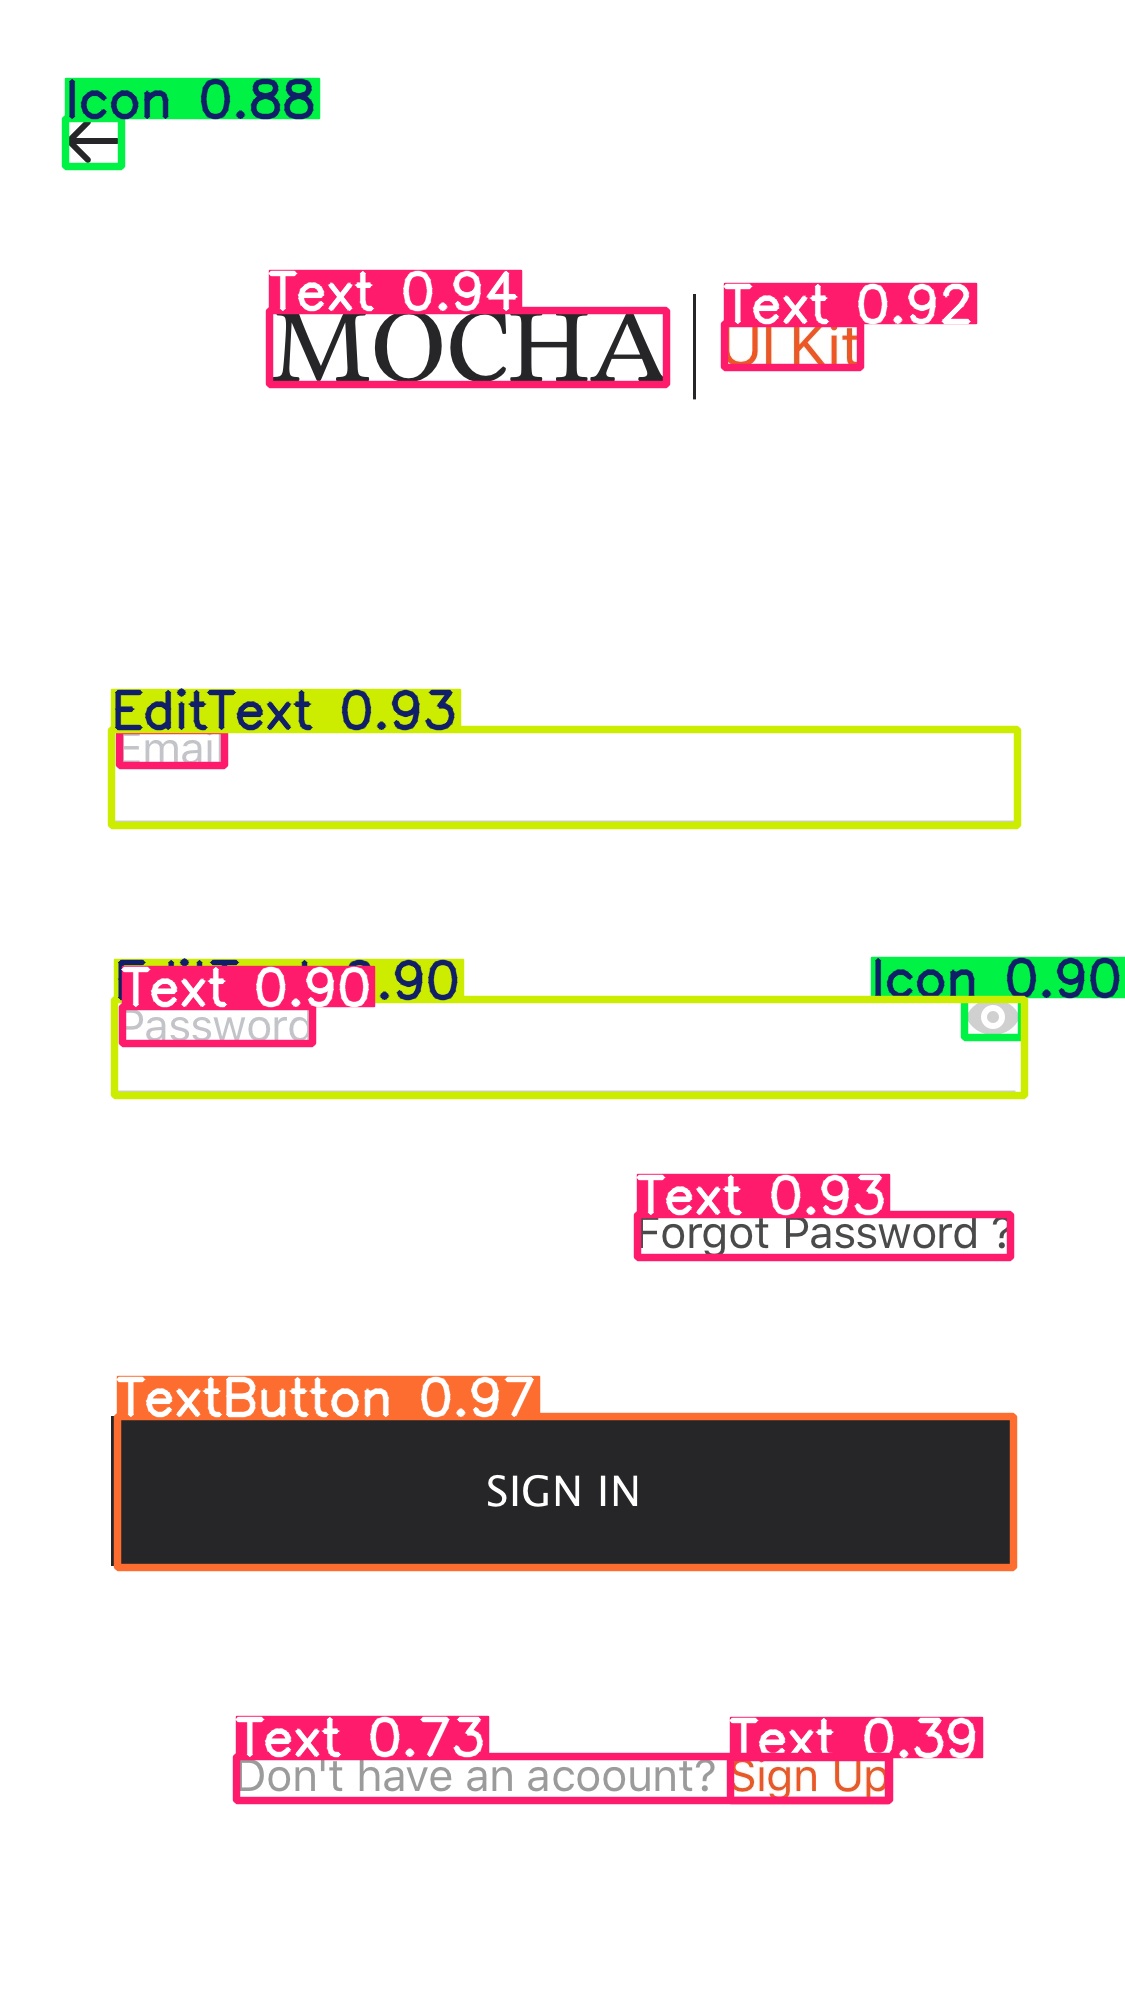 Icon 0.88
Text 0.94
Text 0.92
MOCHA
UI Kit
EditText 0.93
Email
.90
Text 0.90
Icon 0.90
Password
Text 0.93
Forgot Password ?
TextButton 0.97
SIGN IN
Text 0.73
Text 0.39
Don't have an acoount? Sign Up